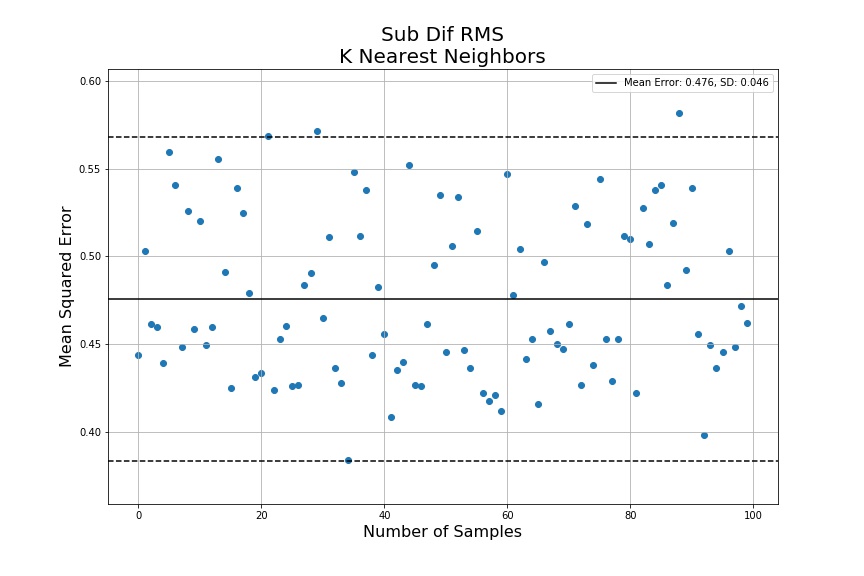 Sub Dif RMS
K Nearest Neighbors
Mean Error: 0.476, SD: 0.046
0.60
0.55
0.50
0.45
0.40
Mean Squared Error
0 20 40 60 80 100
Number of Samples